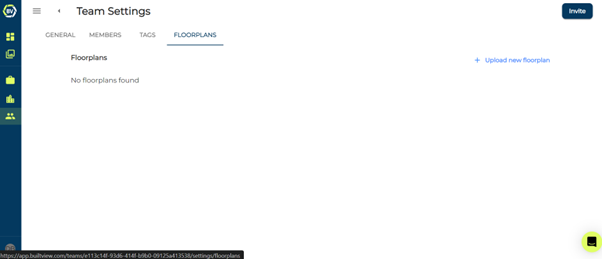 BV
Team Settings
Invite
GENERAL MEMBERS TAGS FLOORPLANS
Floorplans
+ Upload new floorplan
No floorplans found
https://app.builtview.com/teams/e113c14f-93d6-414f-b9b0-09125a413538/settings/floorplans